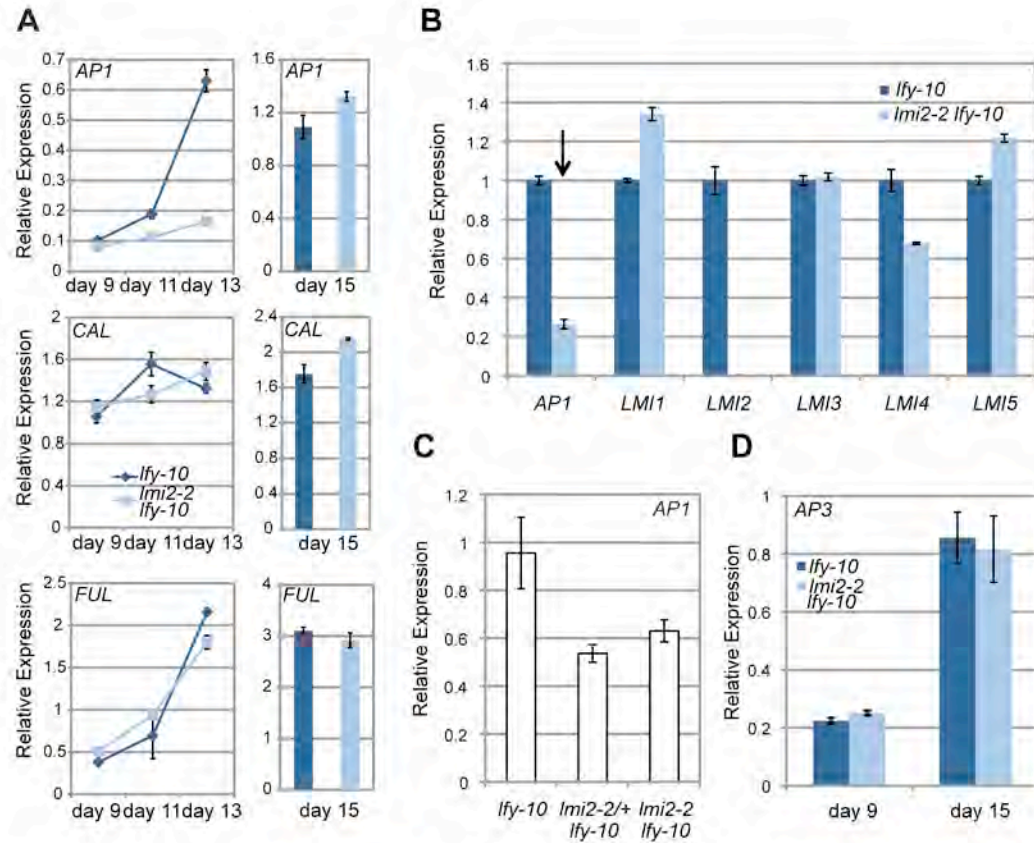 A
AP1
Relative Expression
0.7
0.6
0.5
0.4
0.3
0.2
0.1
0
day 9 day 11 day 13
AP1
1.6
1.2
0.8
0.4
0
day 15
CAL
Relative Expression
2
1.6
1.2
0.8
0.4
0
lfy-10
lmi2-2
lfy-10
day 9 day 11 day 13
CAL
2.4
2
1.6
1.2
0.8
0.4
0
day 15
FUL
Relative Expression
2.5
2
1.5
1
0.5
0
day 9 day 11 day 13
FUL
4
3
2
1
0
day 15
B
Relative Expression
1.6
1.4
1.2
1
0.8
0.6
0.4
0.2
0
lfy-10
lmi2-2 lfy-10
AP1 LMI1 LMI2 LMI3 LMI4 LMI5
C
AP1
Relative Expression
1.2
1
0.8
0.6
0.4
0.2
0
lfy-10 lmi2-2/+ lmi2-2
lfy-10 lfy-10
D
AP3
Relative Expression
1
0.8
0.6
0.4
0.2
0
lfy-10
lmi2-2
lfy-10
day 9 day 15